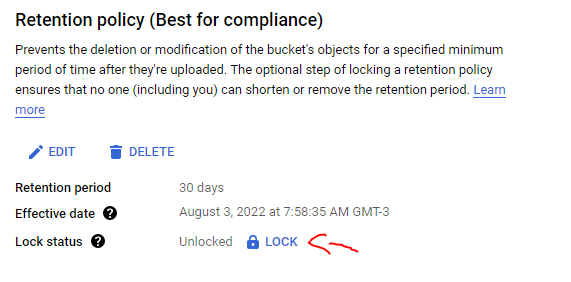 Retention policy (Best for compliance)
Prevents the deletion or modification of the bucket's objects for a specified minimum
period of time after they're uploaded. The optional step of locking a retention policy
ensures that no one (including you) can shorten or remove the retention period. Learn
more
EDIT DELETE
Retention period 30 days
Effective date ? August 3, 2022 at 7:58:35 AM GMT-3
Lock status ? Unlocked LOCK